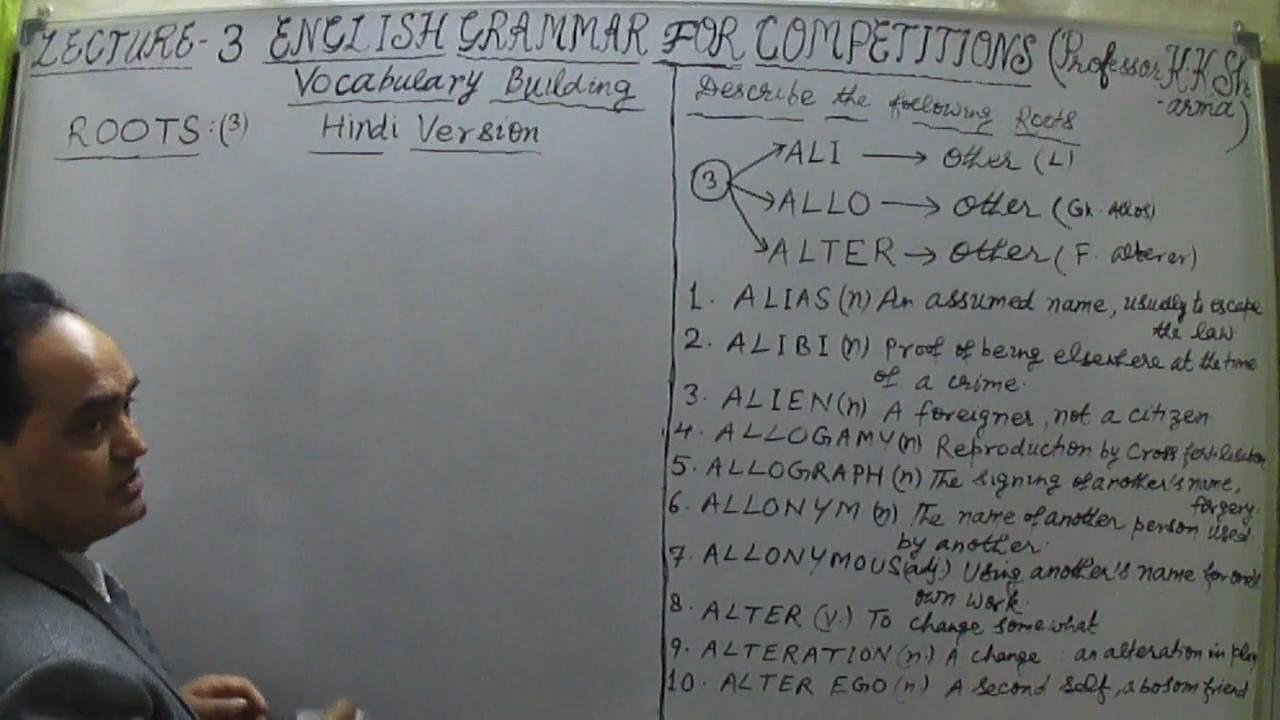 LECTURE-3 ENGLISH GRAMMAR FOR COMPETITIONS (Professor K.K Sh-
arma)
Vocabulary Building
ROOTS:(3) Hindi Version
Describe the following Roots
3
ALI → Other (L)
ALLO → Other (Gk. Allos)
ALTER → Other (F. alterer)
1. ALIAS (n) An assumed name, usually to escape
the law.
2. ALIBI (n) Proof of being elsewhere at the time
of a crime.
3. ALIEN (n) A foreigner, not a citizen
4. ALLOGAMY (n) Reproduction by Cross fertilisation
5. ALLOGRAPH (n) The signing of another's name,
forgery.
6. ALLONYM (n) The name of another person used
by another.
7. ALLONYMOUS (adj.) Using another's name for one's
own work.
8. ALTER (v.) To change somewhat
9. ALTERATION (n.) A change : an alteration in play
10. ALTER EGO (n) A second self, a bosom friend